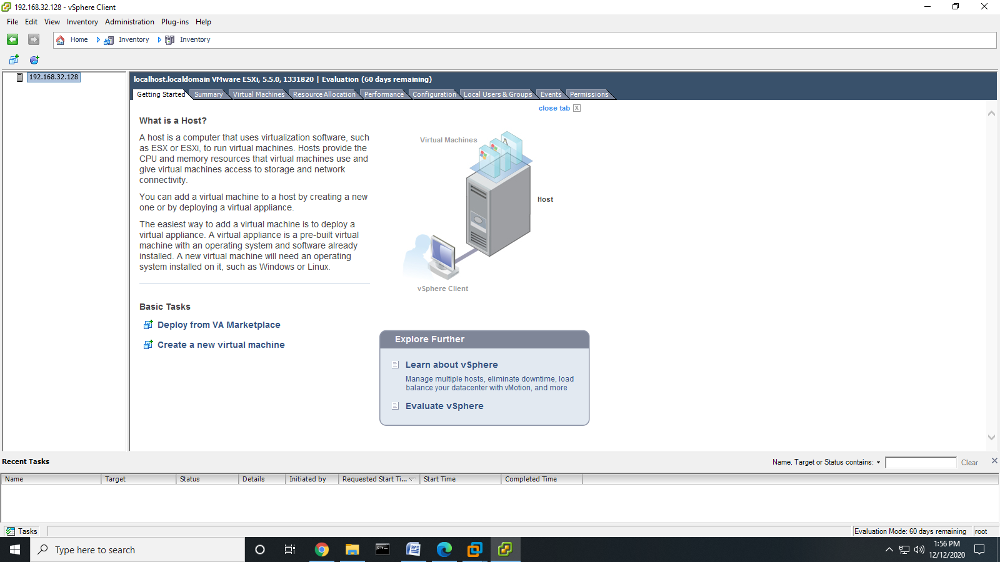 192.168.32.128 - vSphere Client
File Edit View Inventory Administration Plug-ins Help
Home Inventory Inventory
192.168.32.128
localhost.localdomain VMware ESXi, 5.5.0, 1331820 | Evaluation (60 days remaining)
Getting Started Summary Virtual Machines Resource Allocation Performance Configuration Local Users & Groups Events Permissions
close tab X
What is a Host?
A host is a computer that uses virtualization software, such
as ESX or ESXi, to run virtual machines. Hosts provide the
CPU and memory resources that virtual machines use and
give virtual machines access to storage and network
connectivity.
You can add a virtual machine to a host by creating a new
one or by deploying a virtual appliance.
The easiest way to add a virtual machine is to deploy a
virtual appliance. A virtual appliance is a pre-built virtual
machine with an operating system and software already
installed. A new virtual machine will need an operating
system installed on it, such as Windows or Linux.
Virtual Machines
Host
vSphere Client
Basic Tasks
Deploy from VA Marketplace
Create a new virtual machine
Explore Further
Learn about vSphere
Manage multiple hosts, eliminate downtime, load
balance your datacenter with vMotion, and more
Evaluate vSphere
Recent Tasks
Name, Target or Status contains: Clear
Name Target Status Details Initiated by Requested Start Ti... Start Time Completed Time
Tasks
Evaluation Mode: 60 days remaining root
Type here to search
1:56 PM
12/12/2020